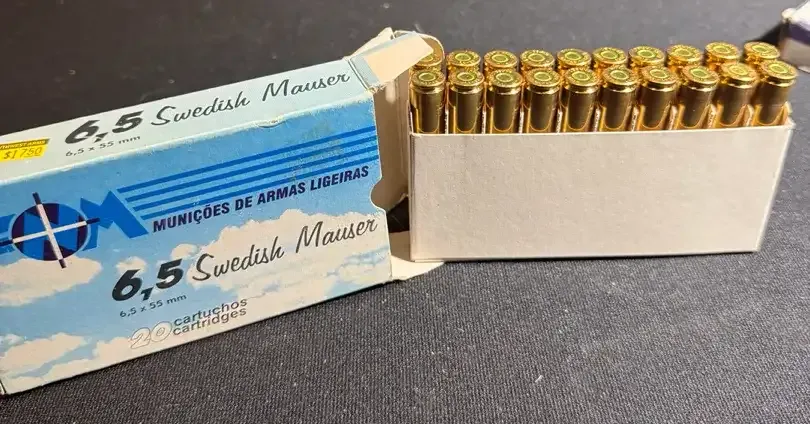 6,5 Swedish Mauser
6,5 x 55 mm
$17.50
MUNIÇÕES DE ARMAS LIGEIRAS
6,5 Swedish Mauser
6,5 x 55 mm
20 cartuchos
cartridges